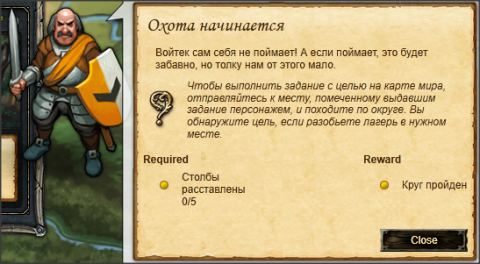 Охота начинается
Войтек сам себя не поймает! А если поймает, это будет
забавно, но толку нам от этого мало.
Чтобы выполнить задание с целью на карте мира,
отправляйтесь к месту, помеченному выдавшим
задание персонажем, и походите по округе. Вы
обнаружите цель, если разобьете лагерь в нужном
месте.
Required
Reward
Столбы
расставлены
0/5
Круг пройден
Close